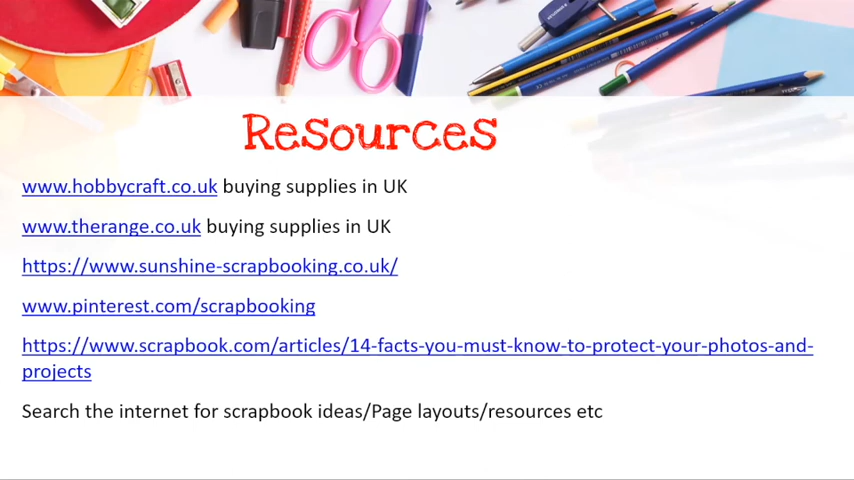 Resources
www.hobbycraft.co.uk buying supplies in UK
www.therange.co.uk buying supplies in UK
https://www.sunshine-scrapbooking.co.uk/
www.pinterest.com/scrapbooking
https://www.scrapbook.com/articles/14-facts-you-must-know-to-protect-your-photos-and-
projects
Search the internet for scrapbook ideas/Page layouts/resources etc